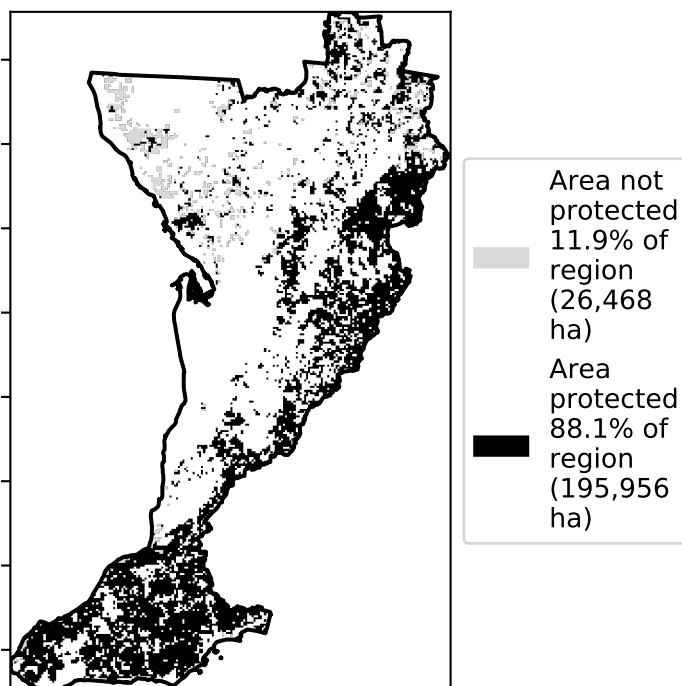 Area not
protected
11.9% of
region
(26,468
ha)
Area
protected
88.1% of
region
(195,956
ha)